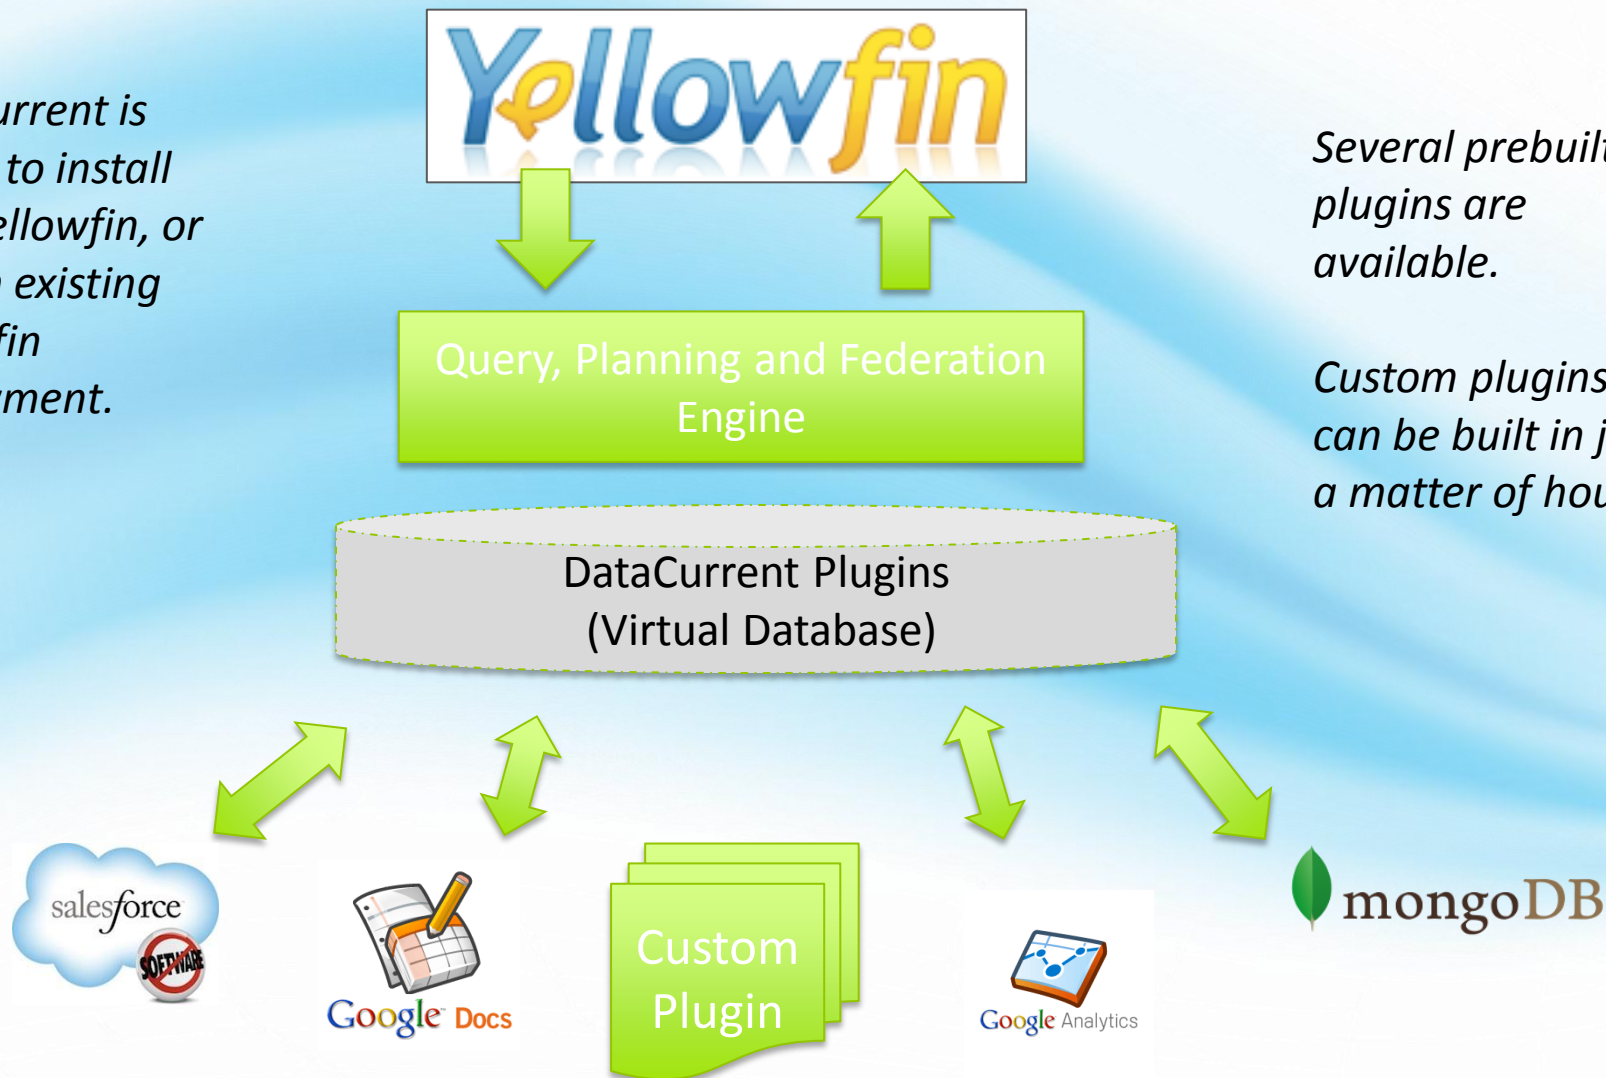 Yellowfin
urrent is
to install
ellowfin, or
existing
fin
ment.
Several prebuilt
plugins are
available.
Custom plugins
can be built in j
a matter of hou
Query, Planning and Federation
Engine
DataCurrent Plugins
(Virtual Database)
salesforce
SOFTWARE
Google Docs
Custom
Plugin
Google Analytics
mongoDB